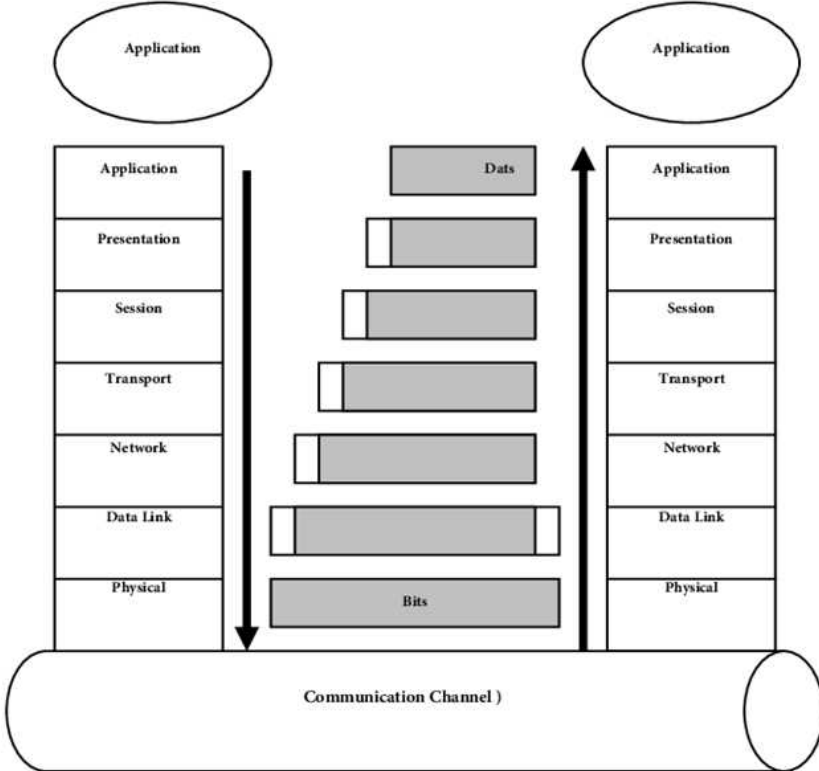 Application Application
Application Dats Application
Presentation Presentation
Session Session
Transport Transport
Network Network
Data Link Data Link
Physical Bits Physical
Communication Channel )